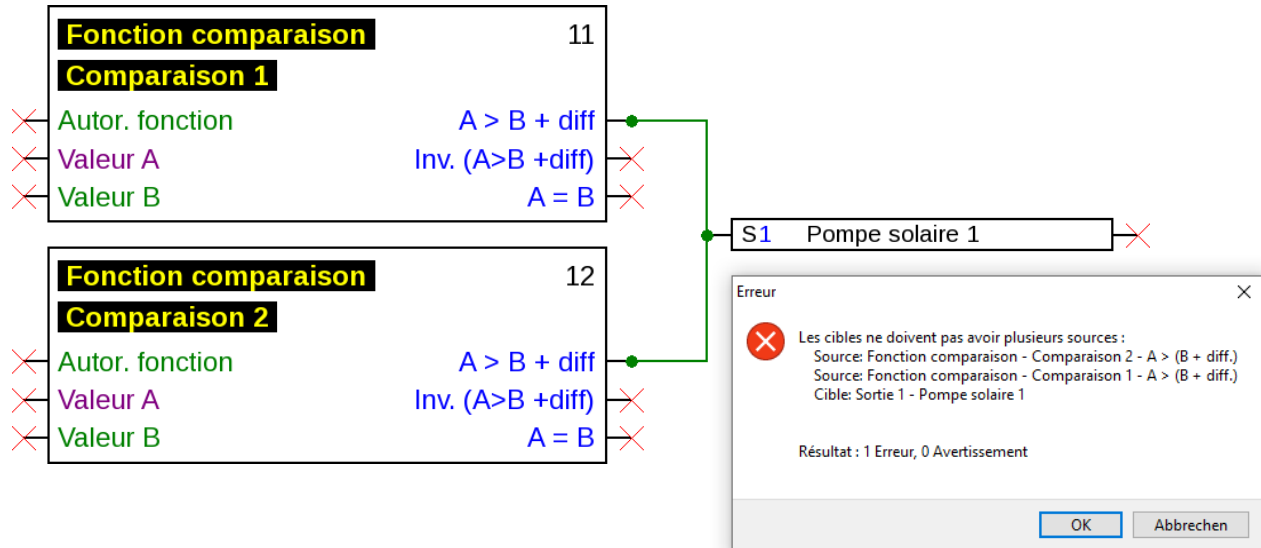 Fonction comparaison 11
Comparaison 1
Autor. fonction A > B + diff
Valeur A Inv. (A>B +diff)
Valeur B A = B
S1 Pompe solaire 1
Fonction comparaison 12
Comparaison 2
Autor. fonction A > B + diff
Valeur A Inv. (A>B +diff)
Valeur B A = B
Erreur
Les cibles ne doivent pas avoir plusieurs sources :
Source: Fonction comparaison - Comparaison 2 - A > (B + diff.)
Source: Fonction comparaison - Comparaison 1 - A > (B + diff.)
Cible: Sortie 1 - Pompe solaire 1
Résultat : 1 Erreur, 0 Avertissement
OK Abbrechen